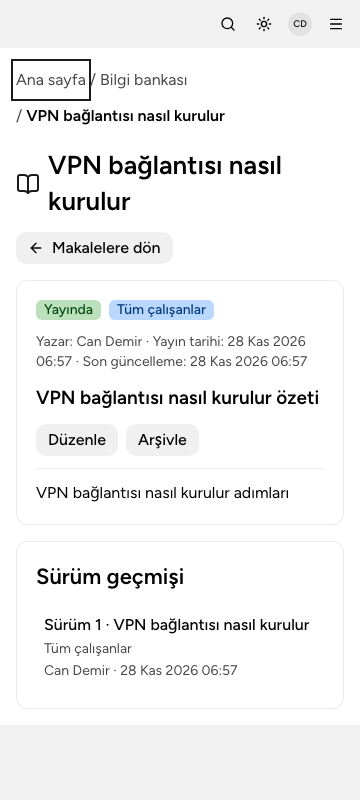 CD
Ana sayfa / Bilgi bankası
/ VPN bağlantısı nasıl kurulur
VPN bağlantısı nasıl
kurulur
Makalelere dön
Yayında Tüm çalışanlar
Yazar: Can Demir · Yayın tarihi: 28 Kas 2026
06:57 · Son güncelleme: 28 Kas 2026 06:57
VPN bağlantısı nasıl kurulur özeti
Düzenle Arşivle
VPN bağlantısı nasıl kurulur adımları
Sürüm geçmişi
Sürüm 1 · VPN bağlantısı nasıl kurulur
Tüm çalışanlar
Can Demir · 28 Kas 2026 06:57